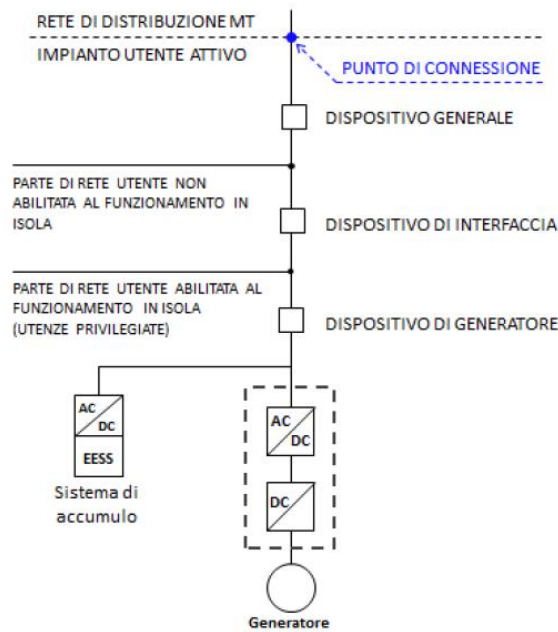 RETE DI DISTRIBUZIONE MT
IMPIANTO UTENTE ATTIVO
PUNTO DI CONNESSIONE
DISPOSITIVO GENERALE
PARTE DI RETE UTENTE NON
ABILITATA AL FUNZIONAMENTO IN
ISOLA
DISPOSITIVO DI INTERFACCIA
PARTE DI RETE UTENTE ABILITATA AL
FUNZIONAMENTO IN ISOLA
(UTENZE PRIVILEGIATE)
DISPOSITIVO DI GENERATORE
AC
DC
EESS
Sistema di
accumulo
AC
DC
DC
Generatore